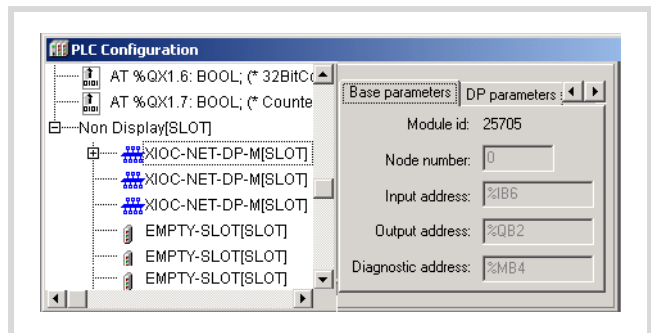 PLC Configuration
AT %QX1.6: BOOL; (* 32BitCo
AT %QX1.7: BOOL; (* Counte
Non Display[SLOT]
XIOC-NET-DP-M[SLOT]
XIOC-NET-DP-M[SLOT]
XIOC-NET-DP-M[SLOT]
EMPTY-SLOT[SLOT]
EMPTY-SLOT[SLOT]
EMPTY-SLOT[SLOT]
Base parameters
DP parameters
Module id: 25705
Node number: 0
Input address: %IB6
Output address: %QB2
Diagnostic address: %MB4